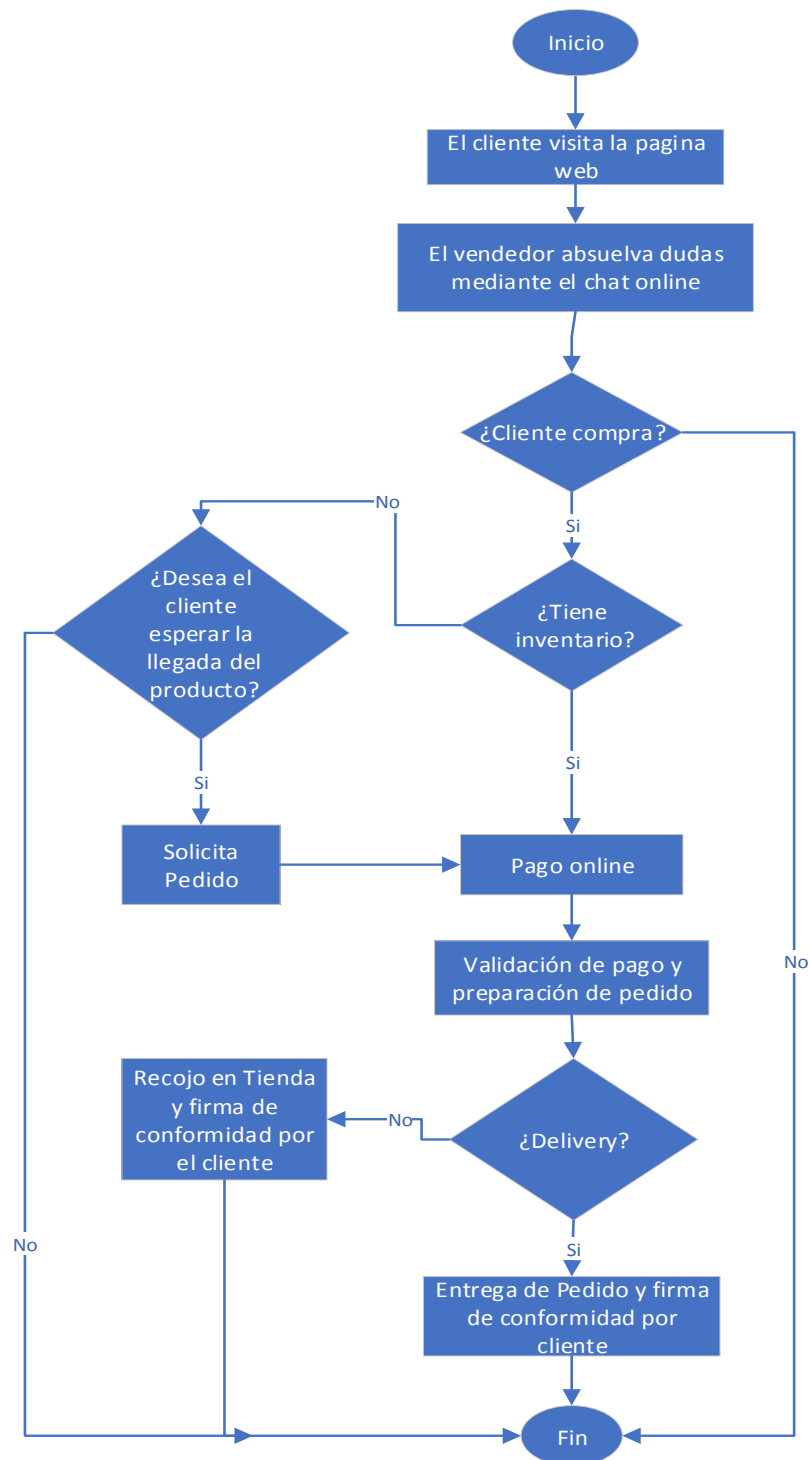 Inicio
El cliente visita la pagina
web
El vendedor absuelva dudas
mediante el chat online
¿Cliente compra?
No
Si
¿Desea el
cliente
esperar la
llegada del
producto?
¿Tiene
inventario?
Si
Si
Solicita
Pedido
Pago online
No
Validación de pago y
preparación de pedido
Recojo en Tienda
y firma de
conformidad por
el cliente
No
¿Delivery?
No
Si
Entrega de Pedido y firma
de conformidad por
cliente
Fin